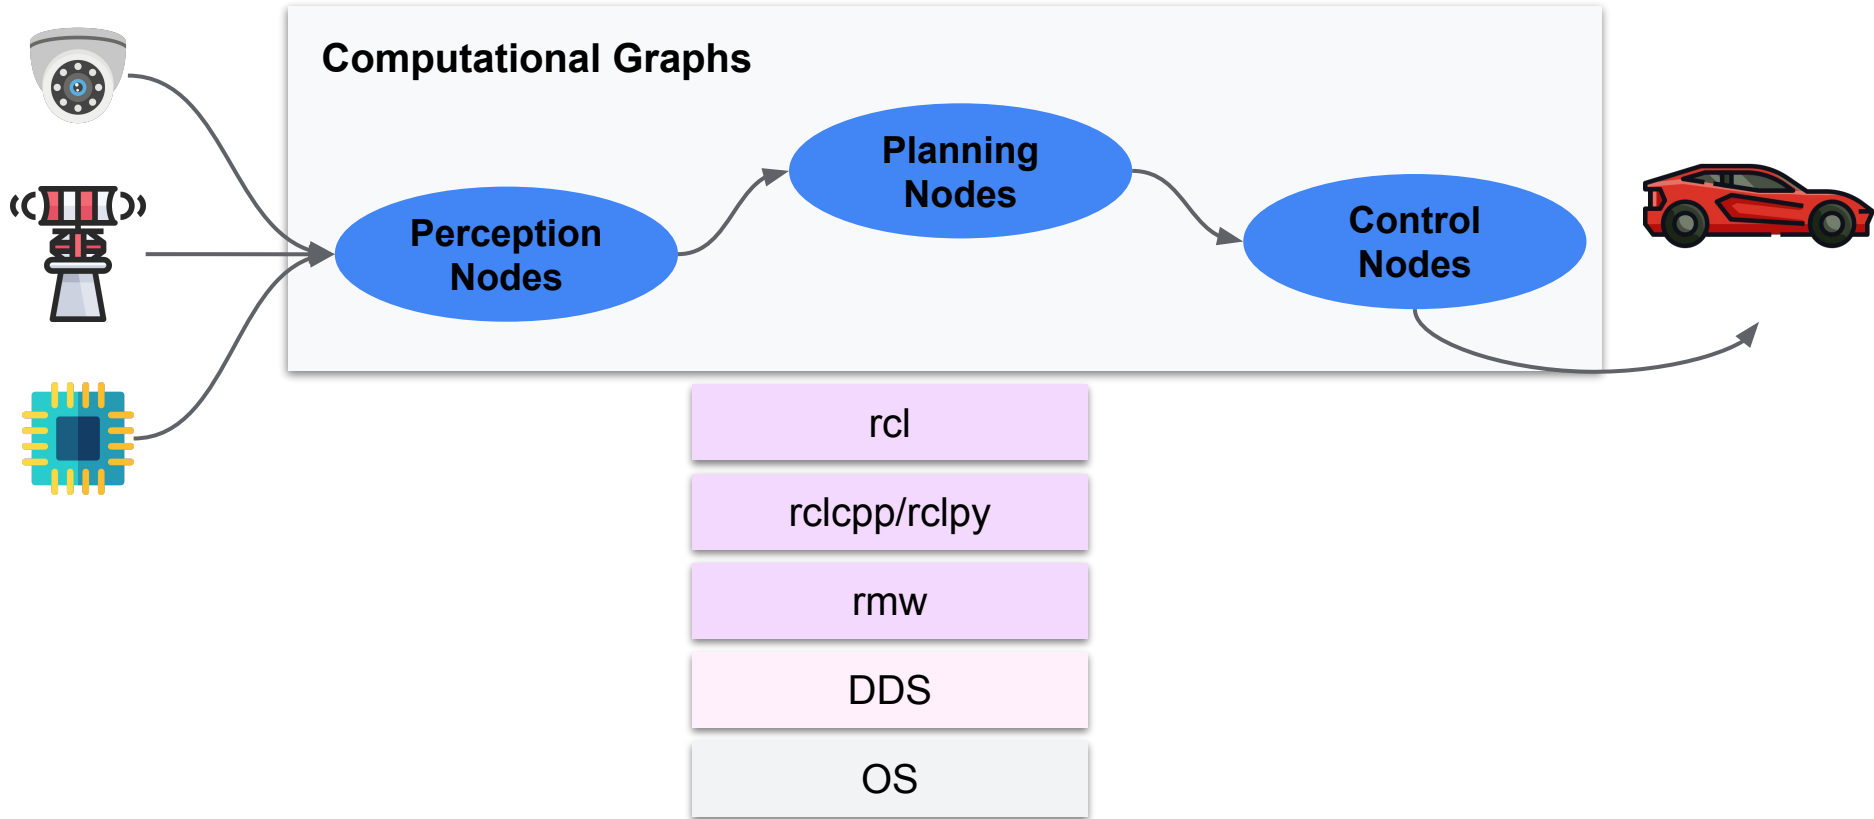 Computational Graphs
Perception
Nodes
Planning
Nodes
Control
Nodes
rcl
rclcpp/rclpy
rmw
DDS
OS